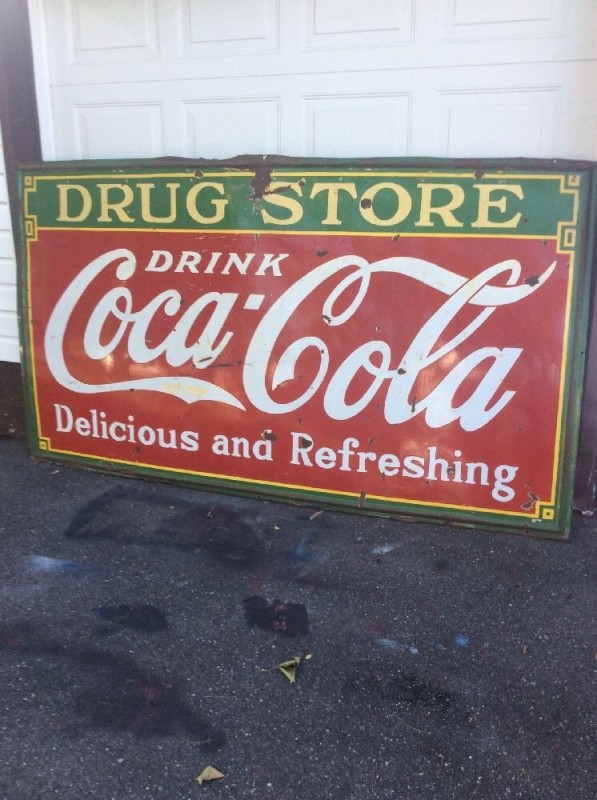 DRUG STORE
DRINK
Coca-Cola
Delicious and Refreshing